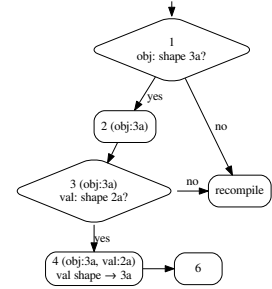 1
obj: shape 3a?
yes
2 (obj:3a)
no
3 (obj:3a)
val: shape 2a?
no
recompile
yes
4 (obj:3a, val:2a)
val shape → 3a
6